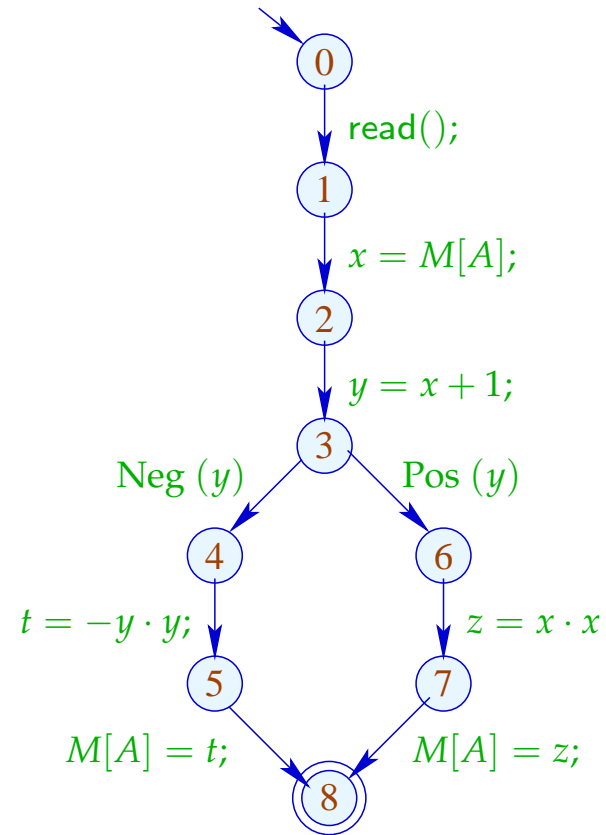 0
read();
1
x = M[A];
2
y = x + 1;
3
Neg (y) Pos (y)
4 6
t = −y · y; z = x · x
5 7
M[A] = t; M[A] = z;
8